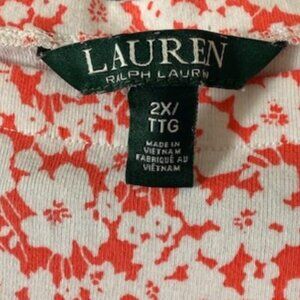 LAUREN
RALPH LAUREN
2X/
TTG
MADE IN
VIETNAM
FABRIQUÉ AU
VIETNAM